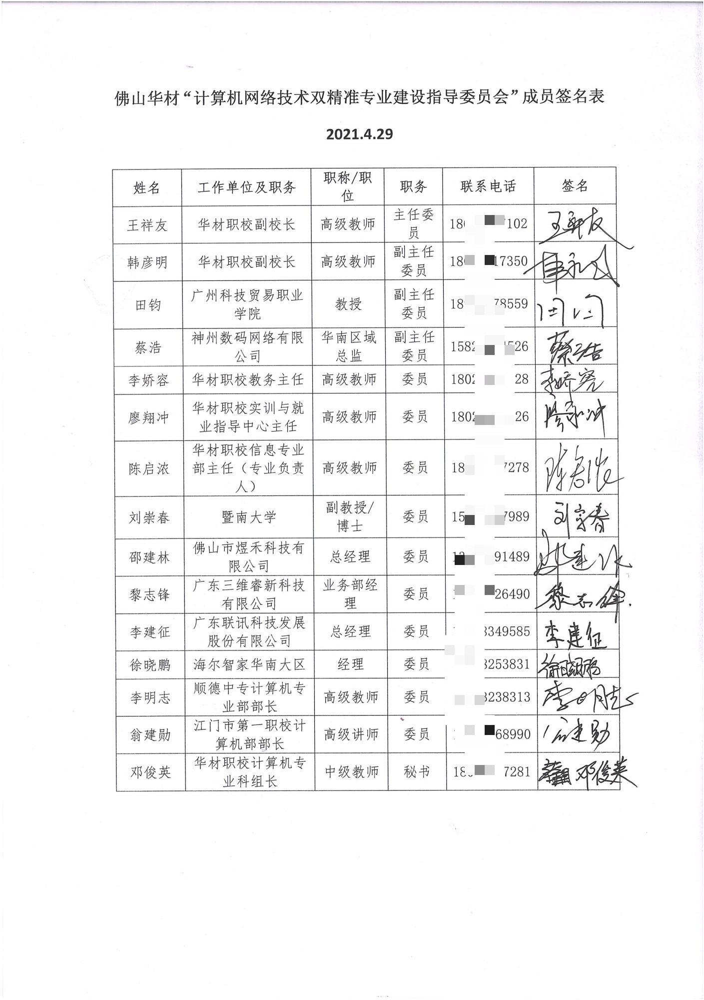 佛山华材“计算机网络技术双精准专业建设指导委员会”成员签名表
2021.4.29
姓名 工作单位及职务 职称/职位 职务 联系电话 签名
王祥友 华材职校副校长 高级教师 主任委员 18 7102 王祥友
韩彦明 华材职校副校长 高级教师 副主任委员 18 17350
田钧 广州科技贸易职业学院 教授 副主任委员 18 78559 田钧
蔡浩 神州数码网络有限公司 华南区域总监 副主任委员 1582 526 蔡浩
李娇容 华材职校教务主任 高级教师 委员 1802 28 李娇容
廖翔冲 华材职校实训与就业指导中心主任 高级教师 委员 1802 26 廖翔冲
陈启浓 华材职校信息专业部主任（专业负责人） 高级教师 委员 18 7278 陈启浓
刘崇春 暨南大学 副教授/博士 委员 15 7989 刘崇春
邵建林 佛山市煜禾科技有限公司 总经理 委员 13 91489 邵建林
黎志锋 广东三维睿新科技有限公司 业务部经理 委员 1 26490 黎志锋
李建征 广东联讯科技发展股份有限公司 总经理 委员 1 3349585 李建征
徐晓鹏 海尔智家华南大区 经理 委员 3253831 徐晓鹏
李明志 顺德中专计算机专业部部长 高级教师 委员 3238313 李明志
翁建勋 江门市第一职校计算机部部长 高级讲师 委员 1 68990 翁建勋
邓俊英 华材职校计算机专业科组长 中级教师 秘书 18 7281 邓俊英